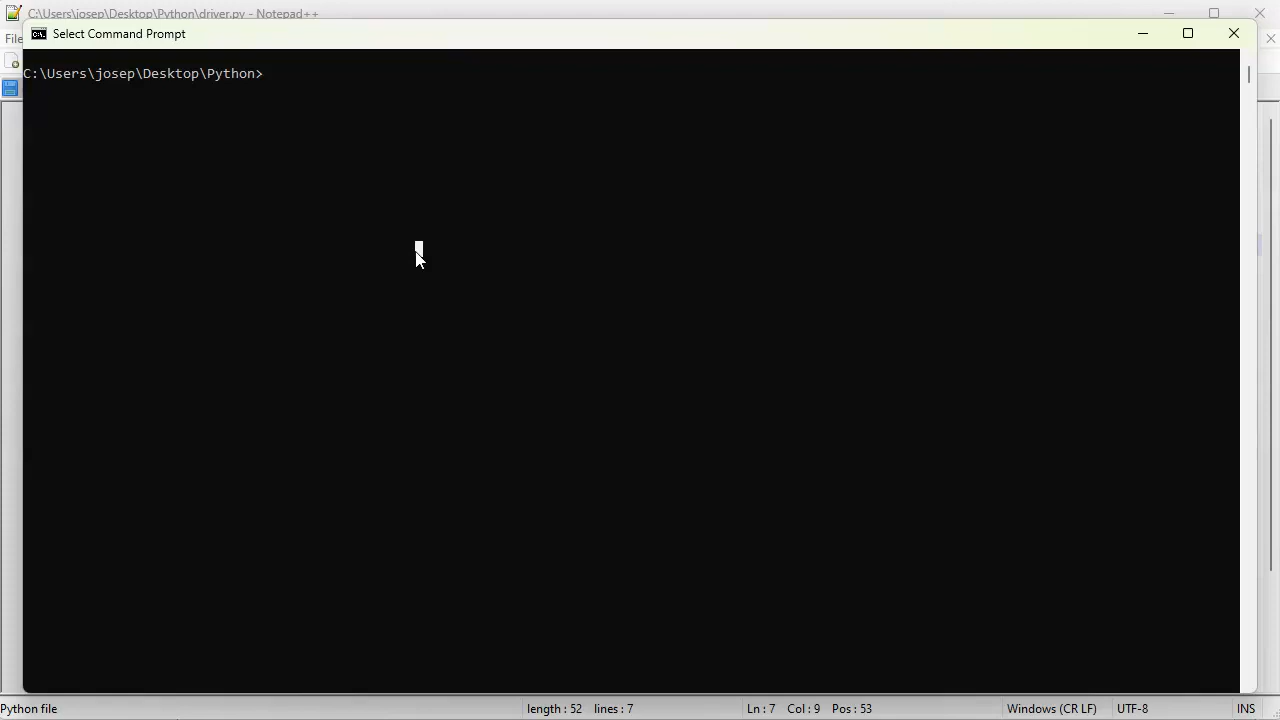 C:\Users\josep\Desktop\Python\driver.py - Notepad++
File
Select Command Prompt
C:\Users\josep\Desktop\Python>
Python file
length : 52 lines : 7
Ln : 7 Col : 9 Pos : 53
Windows (CR LF)
UTF-8
INS